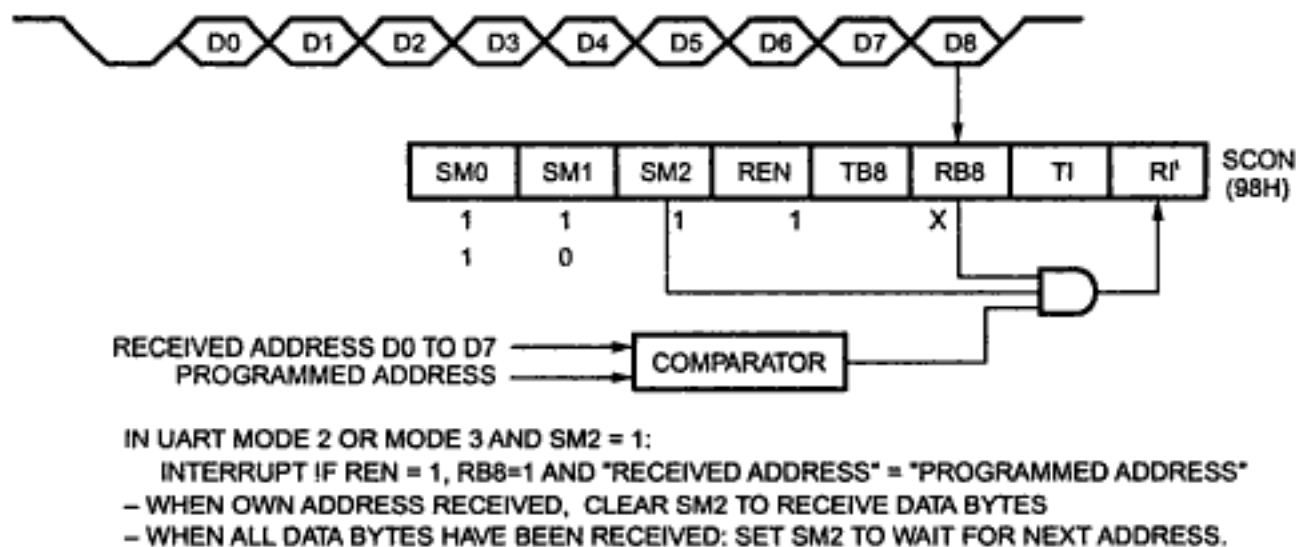 D0 D1 D2 D3 D4 D5 D6 D7 D8
SM0 SM1 SM2 REN TB8 RB8 TI RI
SCON
(98H)
1 1 1 1 X
1 0
RECEIVED ADDRESS D0 TO D7
PROGRAMMED ADDRESS
COMPARATOR
IN UART MODE 2 OR MODE 3 AND SM2 = 1:
INTERRUPT IF REN = 1, RB8=1 AND "RECEIVED ADDRESS" = "PROGRAMMED ADDRESS"
– WHEN OWN ADDRESS RECEIVED, CLEAR SM2 TO RECEIVE DATA BYTES
– WHEN ALL DATA BYTES HAVE BEEN RECEIVED: SET SM2 TO WAIT FOR NEXT ADDRESS.